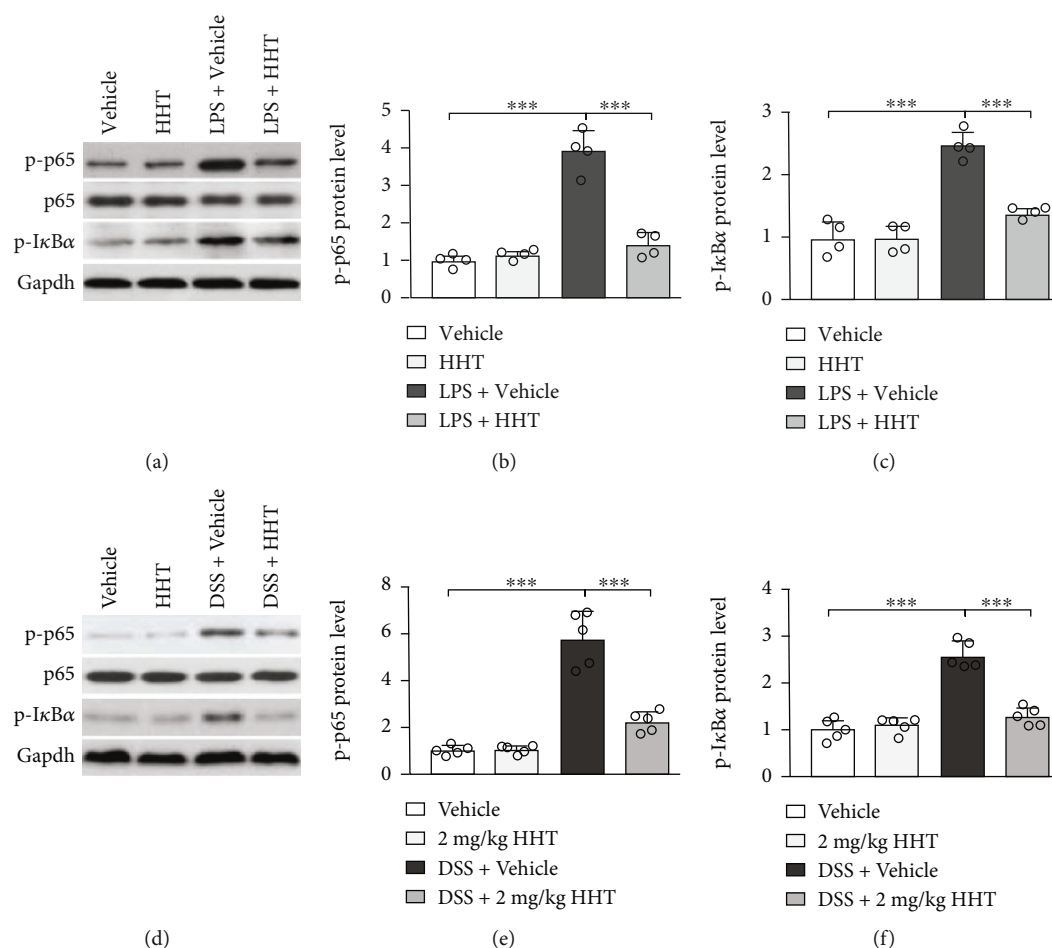 Vehicle
HHT
LPS + Vehicle
LPS + HHT
p-p65
p65
p-IκBα
Gapdh
(a)
p-p65 protein level
5
4
3
2
1
0
*** ***
Vehicle
HHT
LPS + Vehicle
LPS + HHT
(b)
p-IκBα protein level
3
2
1
0
*** ***
Vehicle
HHT
LPS + Vehicle
LPS + HHT
(c)
Vehicle
HHT
DSS + Vehicle
DSS + HHT
p-p65
p65
p-IκBα
Gapdh
(d)
p-p65 protein level
8
6
4
2
0
*** ***
Vehicle
2 mg/kg HHT
DSS + Vehicle
DSS + 2 mg/kg HHT
(e)
p-IκBα protein level
4
3
2
1
0
*** ***
Vehicle
2 mg/kg HHT
DSS + Vehicle
DSS + 2 mg/kg HHT
(f)